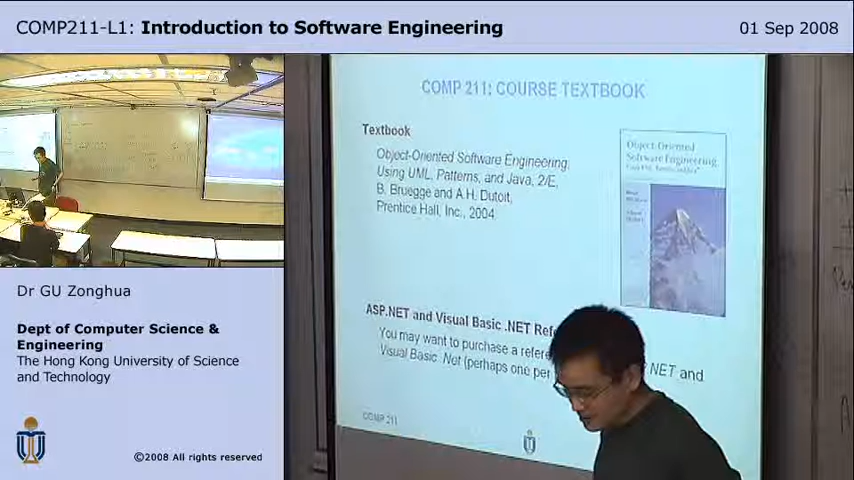 COMP211-L1: Introduction to Software Engineering
01 Sep 2008
COMP 211: COURSE TEXTBOOK
Textbook
Object-Oriented Software Engineering:
Using UML, Patterns, and Java, 2/E,
B. Bruegge and A.H. Dutoit,
Prentice Hall, Inc., 2004
Object-Oriented
Software Engineering
ASP.NET and Visual Basic .NET
You may want to purchase a
NET and
Visual Basic .Net (perhaps one per
COMP 211
Dr GU Zonghua
Dept of Computer Science &
Engineering
The Hong Kong University of Science
and Technology
©2008 All rights reserved